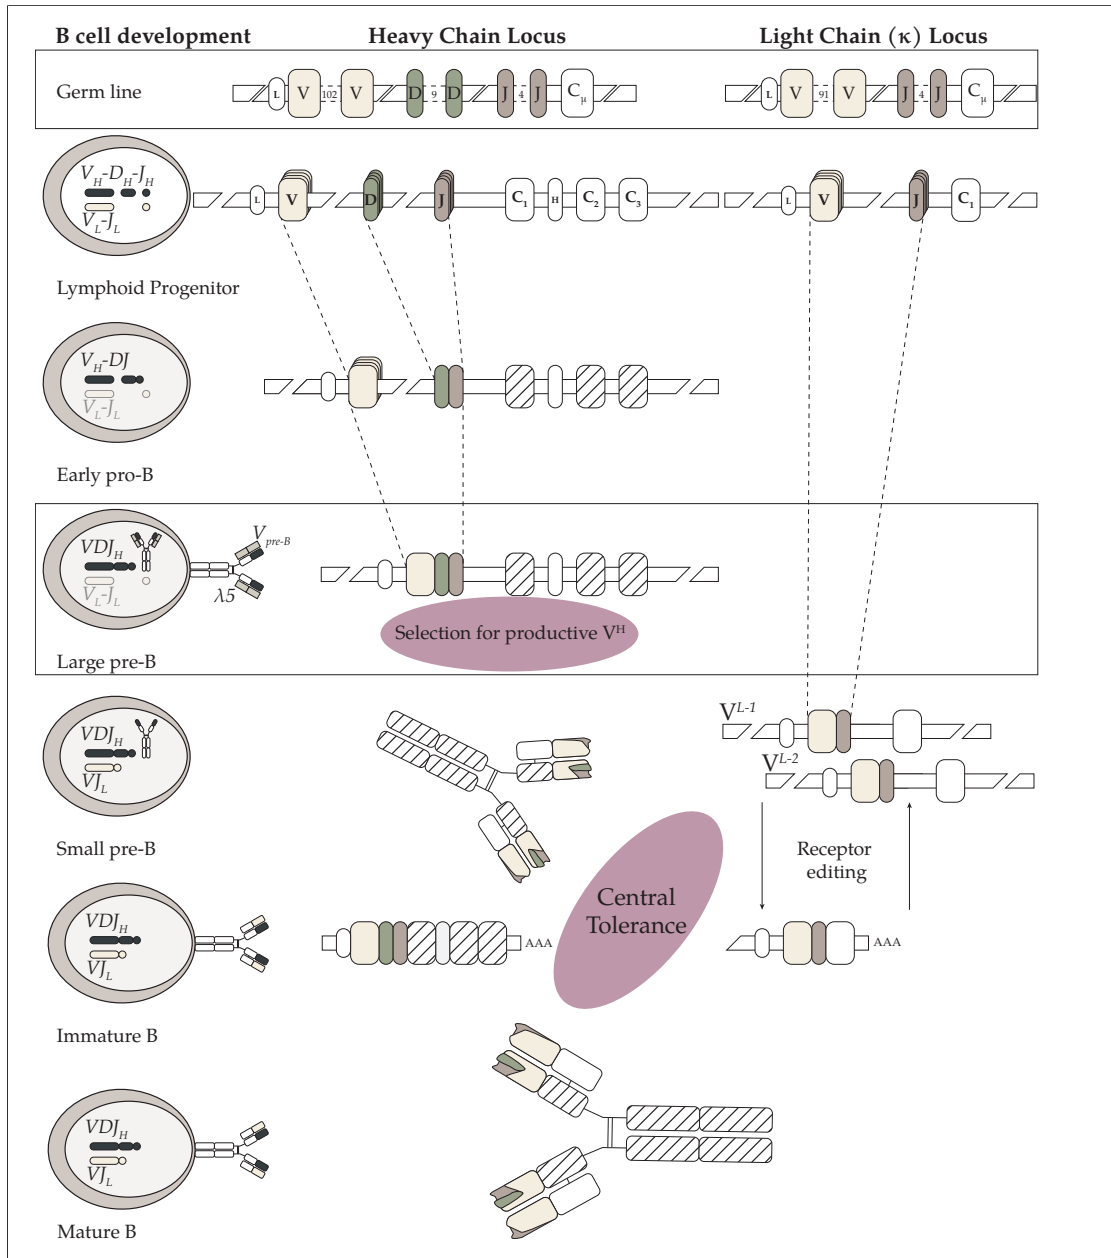 B cell development Heavy Chain Locus Light Chain (κ) Locus
Germ line L V 102 V D 9 D J 4 J Cμ L V 91 V J 4 J Cμ
VH-DH-JH
VL-JL
L V D J C1 H C2 C3 L V J C1
Lymphoid Progenitor
VH-DJ
VL-JL
Early pro-B
VDJH
VL-JL
Vpre-B
λ5
Selection for productive VH
Large pre-B
VDJH
VJL
VL-1
VL-2
Small pre-B
Receptor
editing
Central
Tolerance
VDJH
VJL
AAA
AAA
Immature B
VDJH
VJL
Mature B